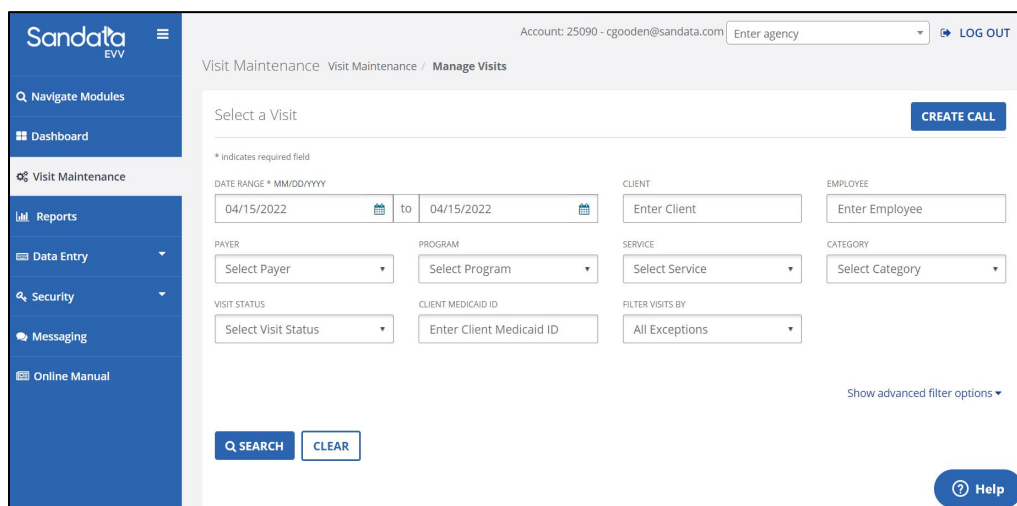 Sandata
EVV
Account: 25090 - cgooden@sandata.com Enter agency LOG OUT
Visit Maintenance Visit Maintenance / Manage Visits
Navigate Modules
Dashboard
Visit Maintenance
Reports
Data Entry
Security
Messaging
Online Manual
Select a Visit CREATE CALL
* indicates required field
DATE RANGE * MM/DD/YYYY CLIENT EMPLOYEE
04/15/2022 to 04/15/2022 Enter Client Enter Employee
PAYER PROGRAM SERVICE CATEGORY
Select Payer Select Program Select Service Select Category
VISIT STATUS CLIENT MEDICAID ID FILTER VISITS BY
Select Visit Status Enter Client Medicaid ID All Exceptions
Show advanced filter options
SEARCH CLEAR
Help